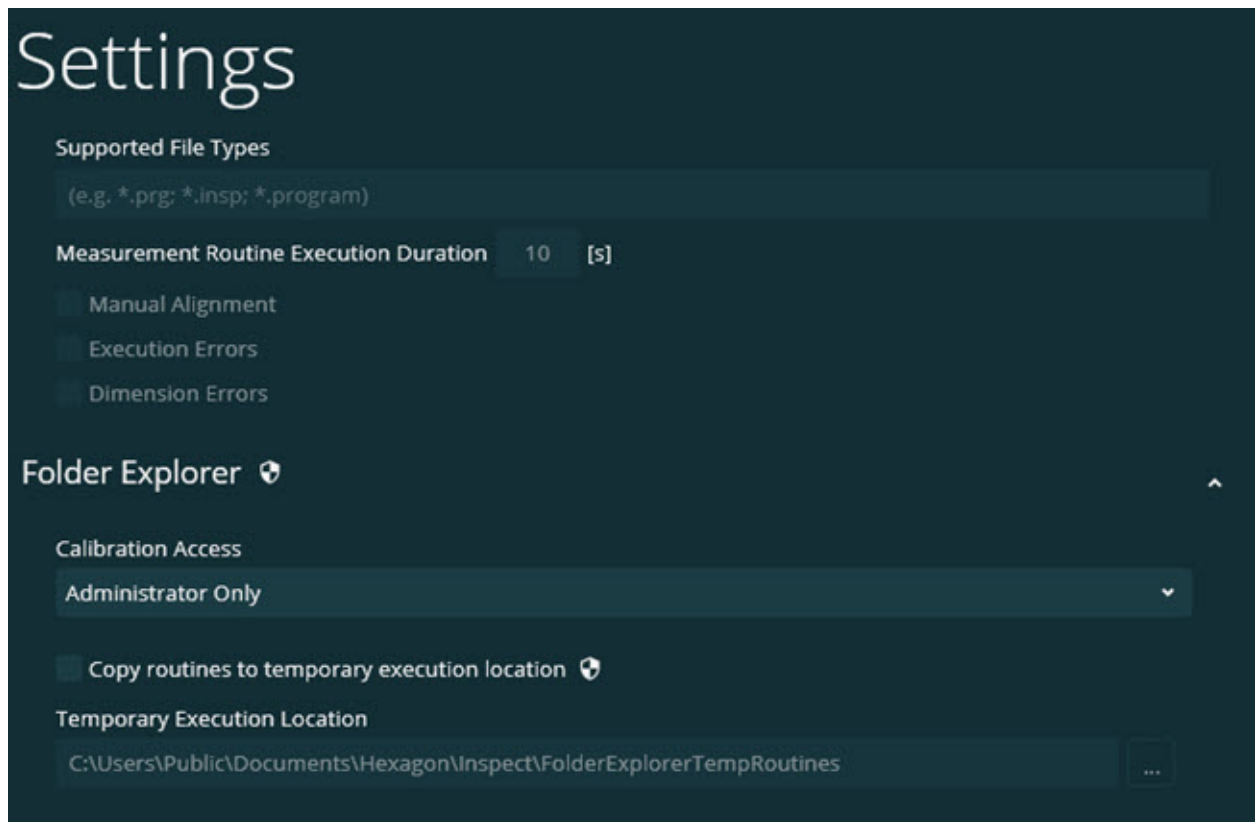 Settings
Supported File Types
(e.g. *.prg; *.insp; *.program)
Measurement Routine Execution Duration 10 [s]
Manual Alignment
Execution Errors
Dimension Errors
Folder Explorer
Calibration Access
Administrator Only
Copy routines to temporary execution location
Temporary Execution Location
C:\Users\Public\Documents\Hexagon\Inspect\FolderExplorerTempRoutines ...